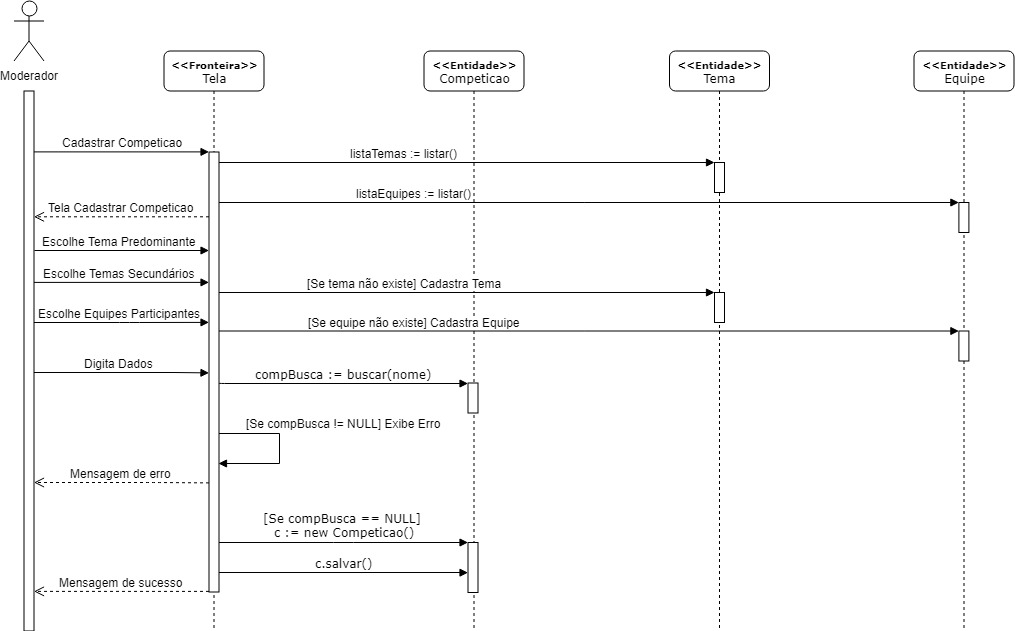 Moderador
<<Fronteira>>
Tela
<<Entidade>>
Competicao
<<Entidade>>
Tema
<<Entidade>>
Equipe
Cadastrar Competicao
listaTemas := listar()
listaEquipes := listar()
Tela Cadastrar Competicao
Escolhe Tema Predominante
Escolhe Temas Secundários
[Se tema não existe] Cadastra Tema
Escolhe Equipes Participantes
[Se equipe não existe] Cadastra Equipe
Digita Dados
compBusca := buscar(nome)
[Se compBusca != NULL] Exibe Erro
Mensagem de erro
[Se compBusca == NULL]
c := new Competicao()
c.salvar()
Mensagem de sucesso